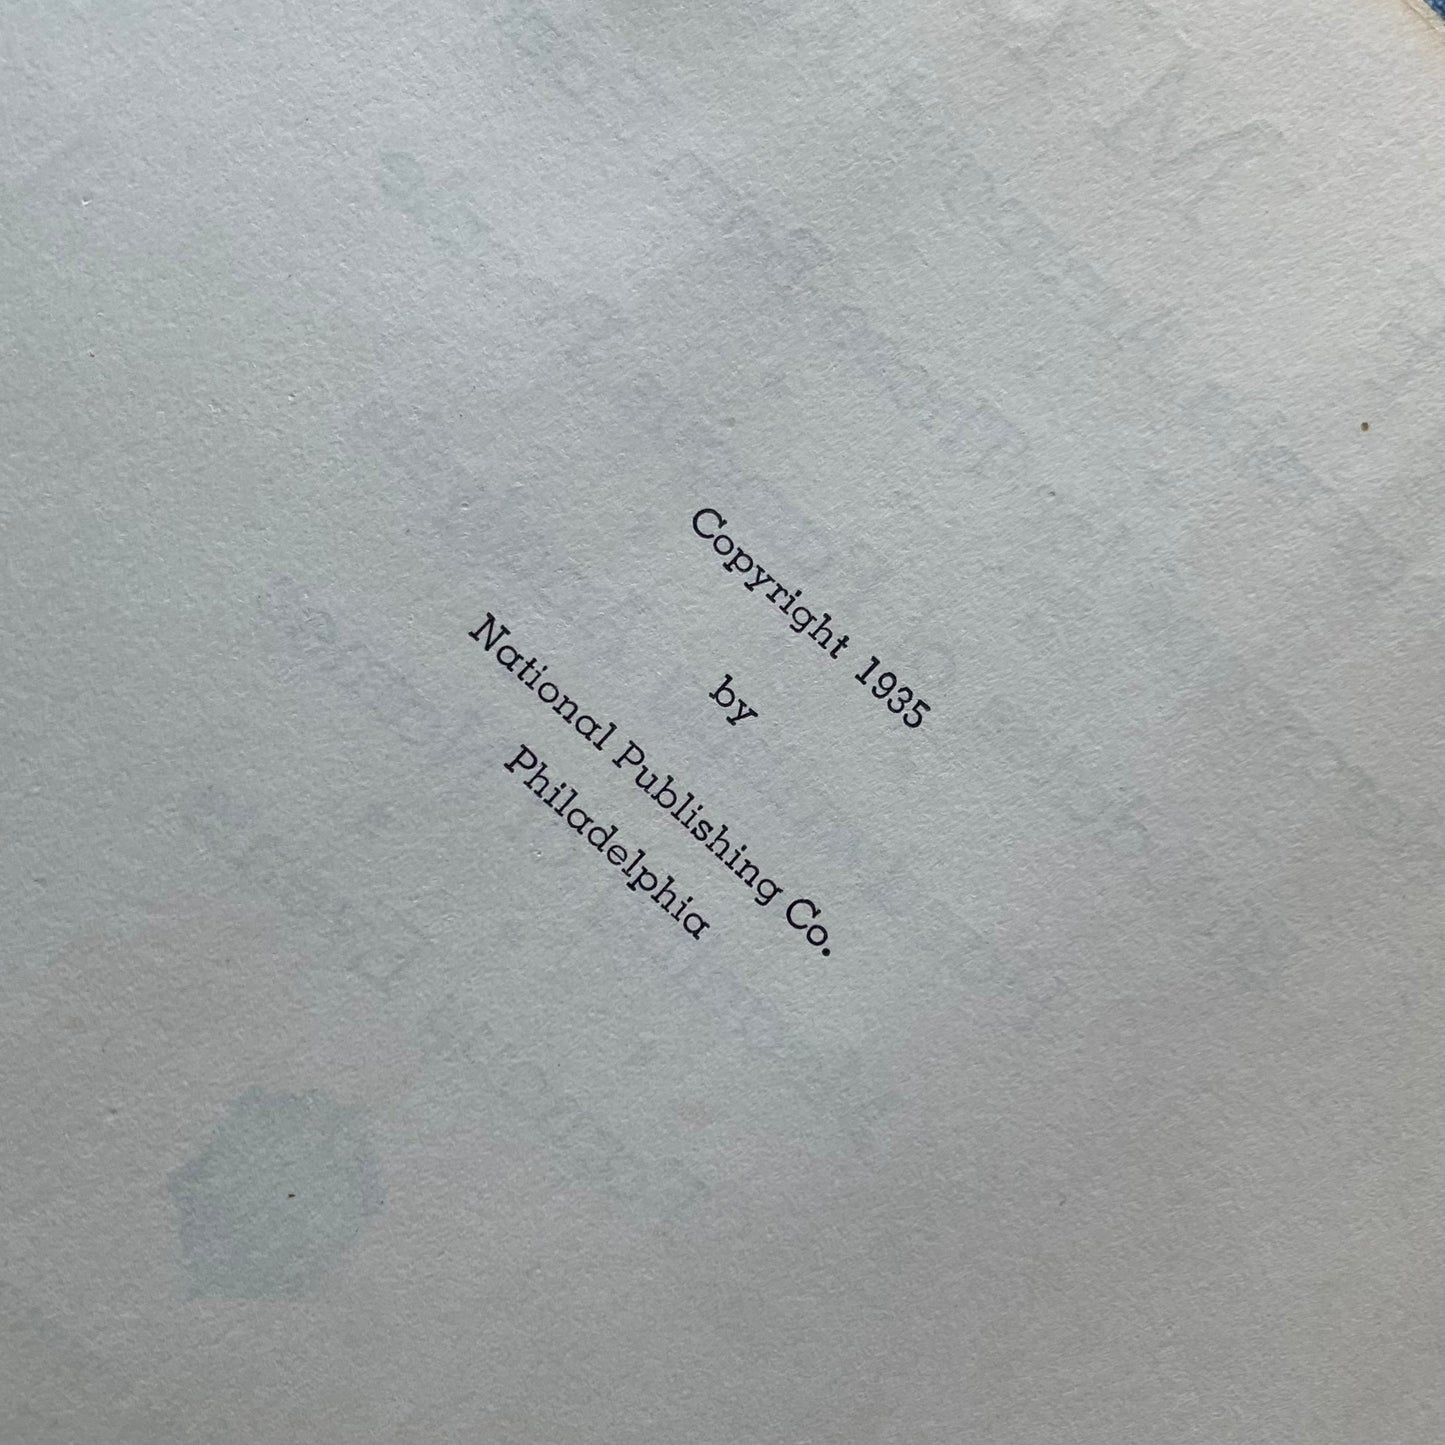 Copyright 1935
by
National Publishing Co.
Philadelphia